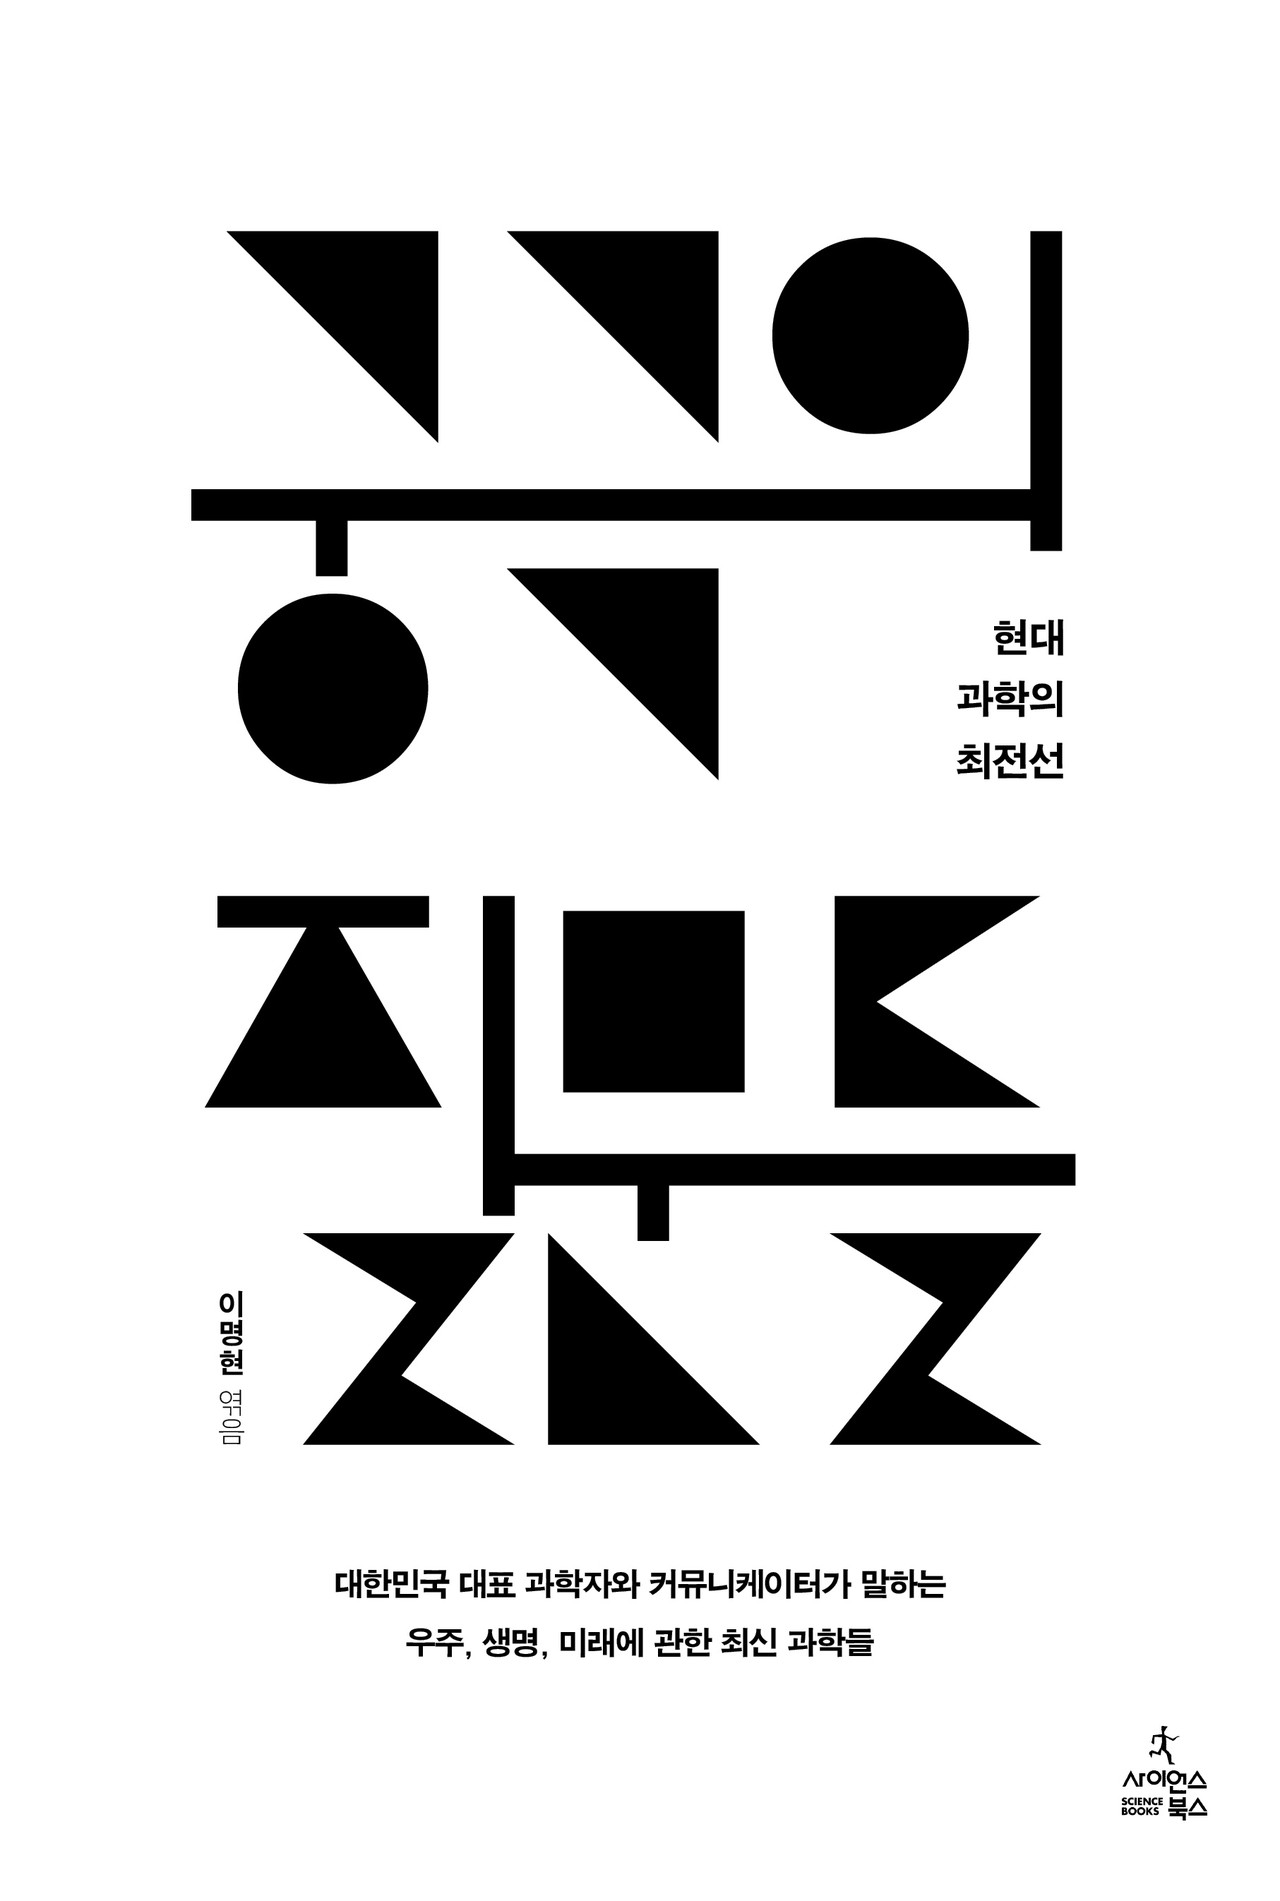 궁극의
현대
과학의
최전선
질문들
이명현 엮음
대한민국 대표 과학자와 커뮤니케이터가 말하는
우주, 생명, 미래에 관한 최신 과학들
사이언스
SCIENCE
BOOKS
북스